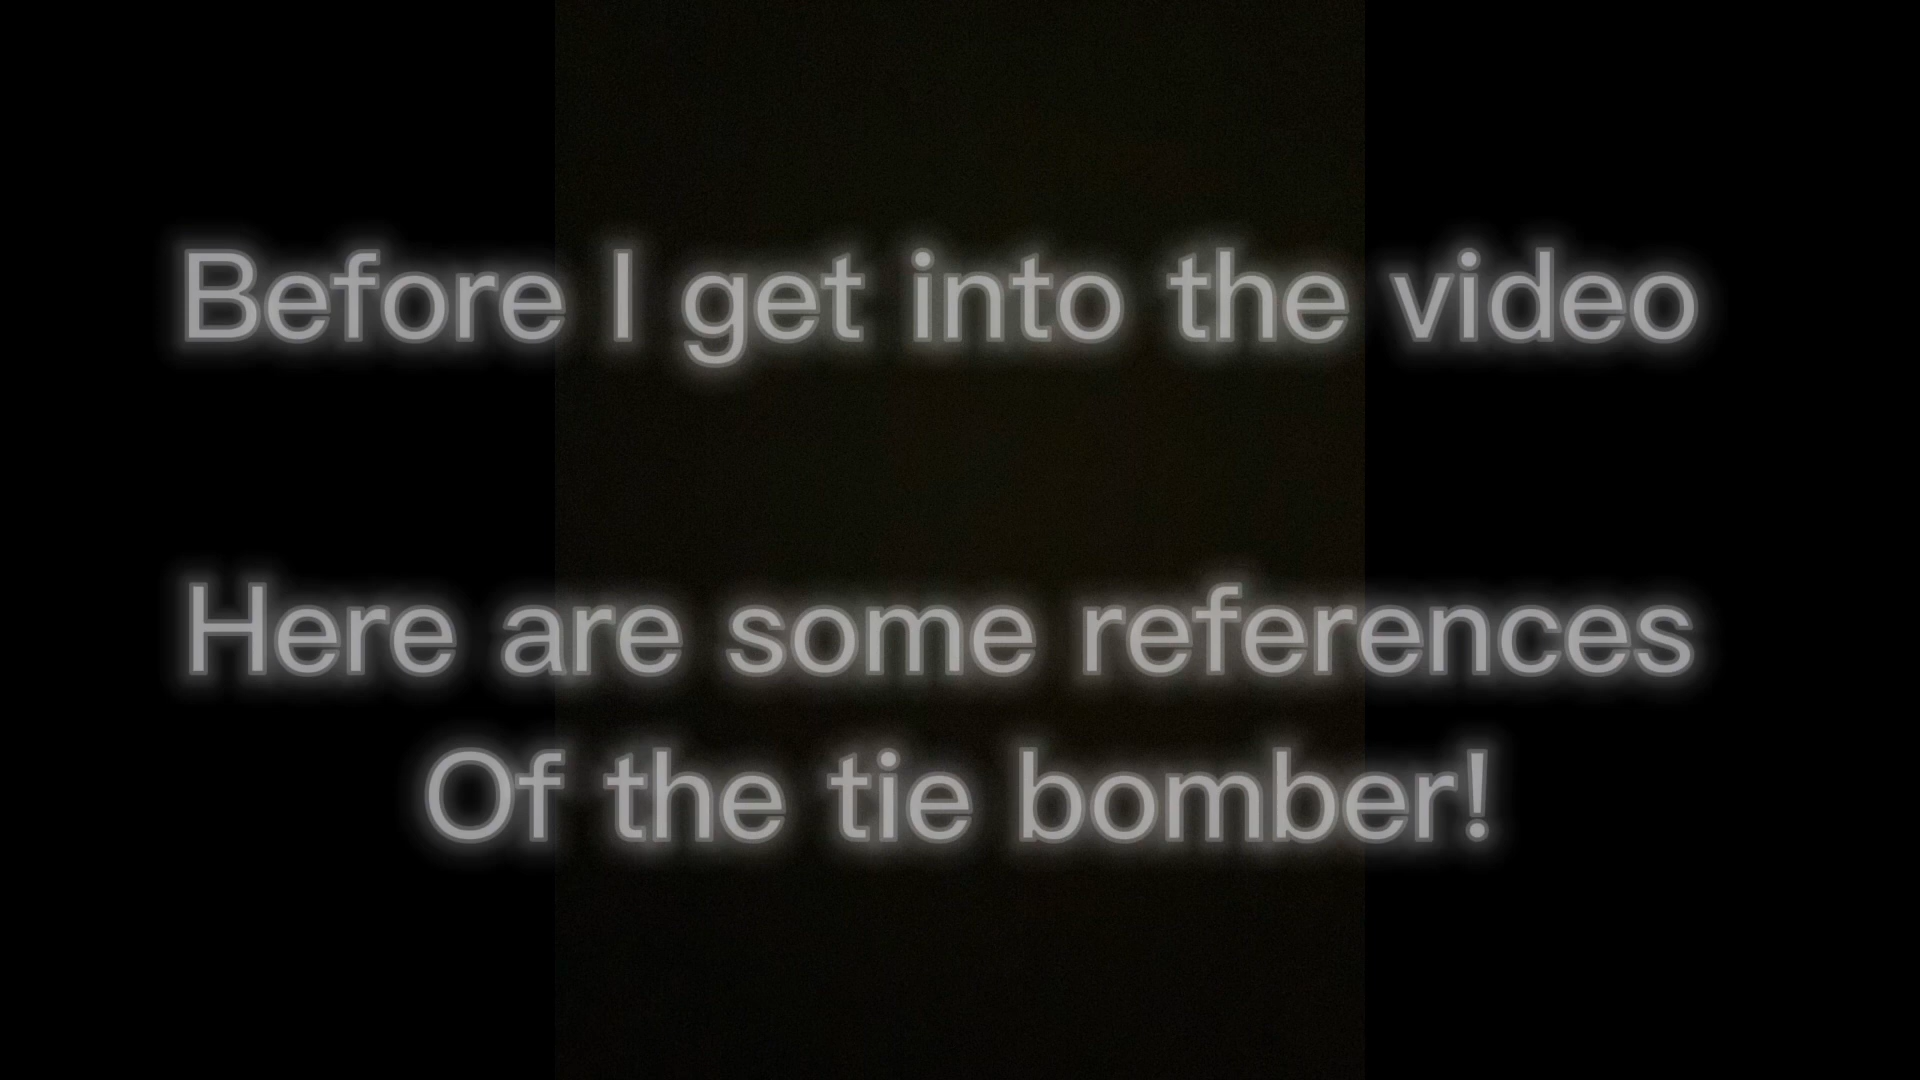 Before I get into the video
Here are some references
Of the tie bomber!